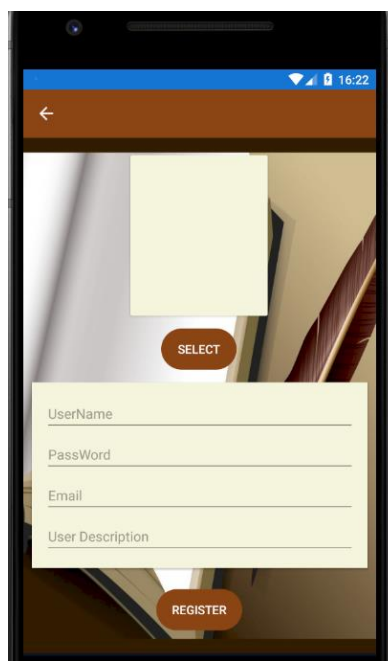 16:22
SELECT
UserName
PassWord
Email
User Description
REGISTER